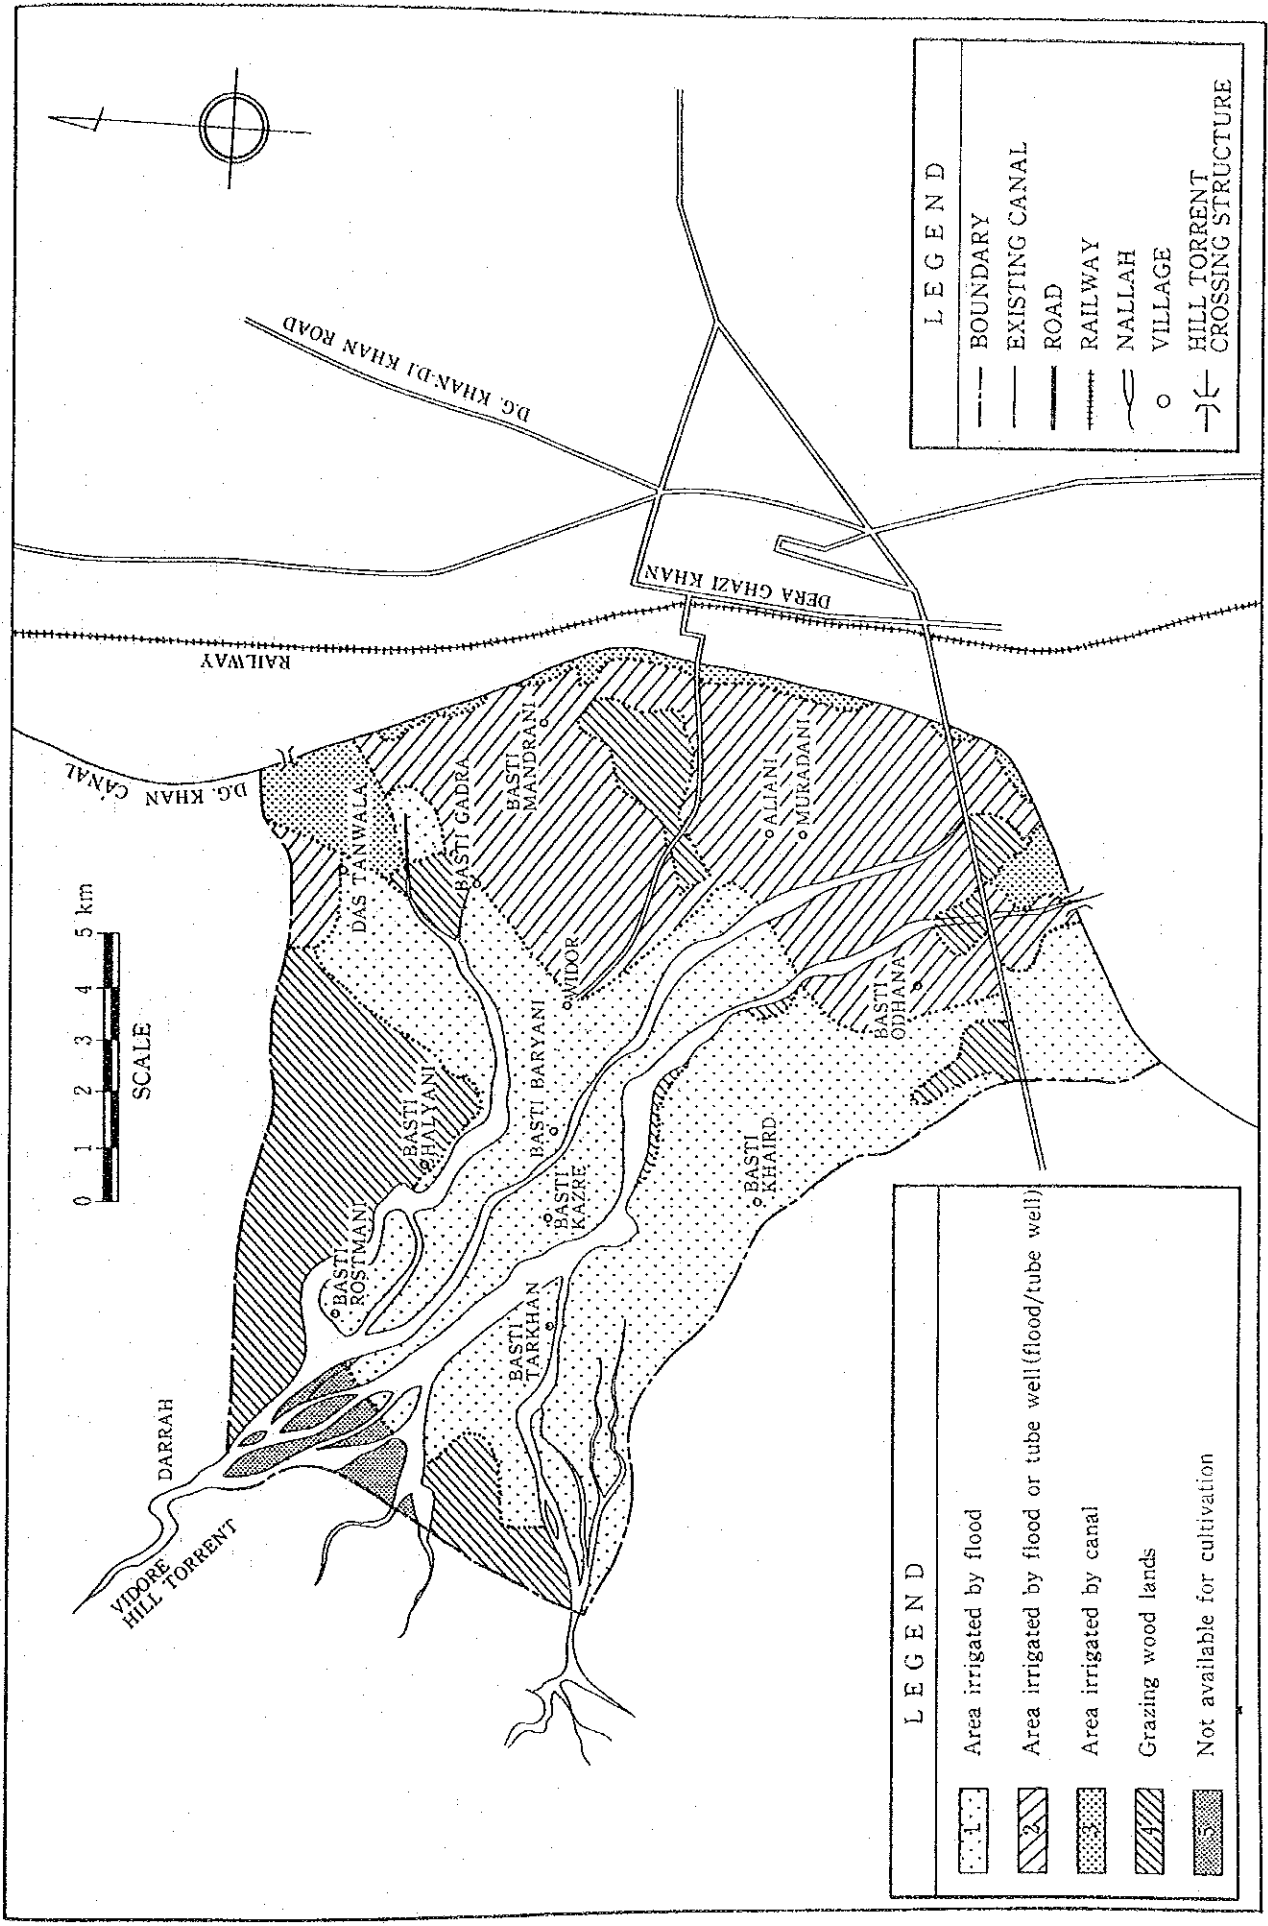 VIDORE
HILL TORRENT
DARRAH
0 1 2 3 4 5 km
SCALE
D.G. KHAN CANAL
RAILWAY
D.G. KHAN-D.I KHAN ROAD
DERA GHAZI KHAN
BASTI
ROSTMANI
BASTI
HALYANI
DAS TANWALA
BASTI GADRA
BASTI
MANDRANI
BASTI
TARKHAN
BASTI
KAZRE
BASTI BARYANI
WIDOR
ALIANI
MURADANI
BASTI
KHAIRD
BASTI
ODHANA
LEGEND
1 Area irrigated by flood
2 Area irrigated by flood or tube well(flood/tube well)
3 Area irrigated by canal
4 Grazing wood lands
5 Not available for cultivation
LEGEND
BOUNDARY
EXISTING CANAL
ROAD
RAILWAY
NALLAH
VILLAGE
HILL TORRENT
CROSSING STRUCTURE